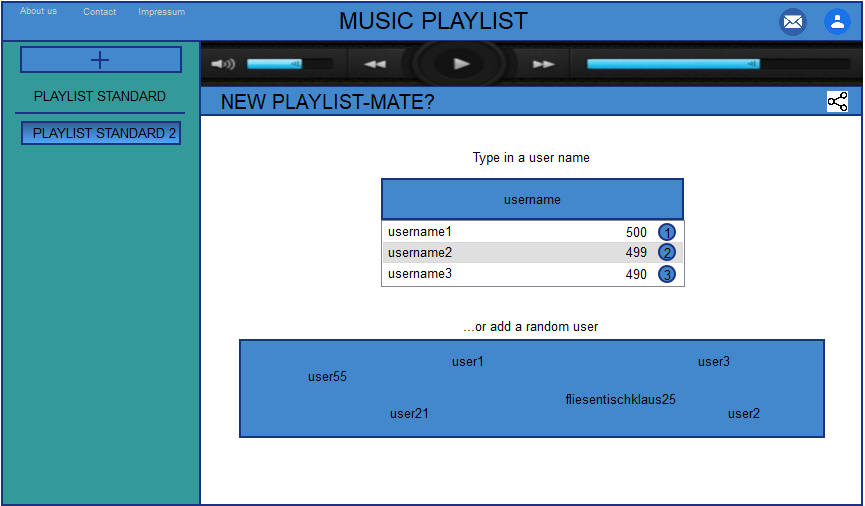 About us
Contact
Impressum
MUSIC PLAYLIST
PLAYLIST STANDARD
PLAYLIST STANDARD 2
NEW PLAYLIST-MATE?
Type in a user name
username
username1 500 1
username2 499 2
username3 490 3
...or add a random user
user1
user3
user55
fliesentischklaus25
user21
user2